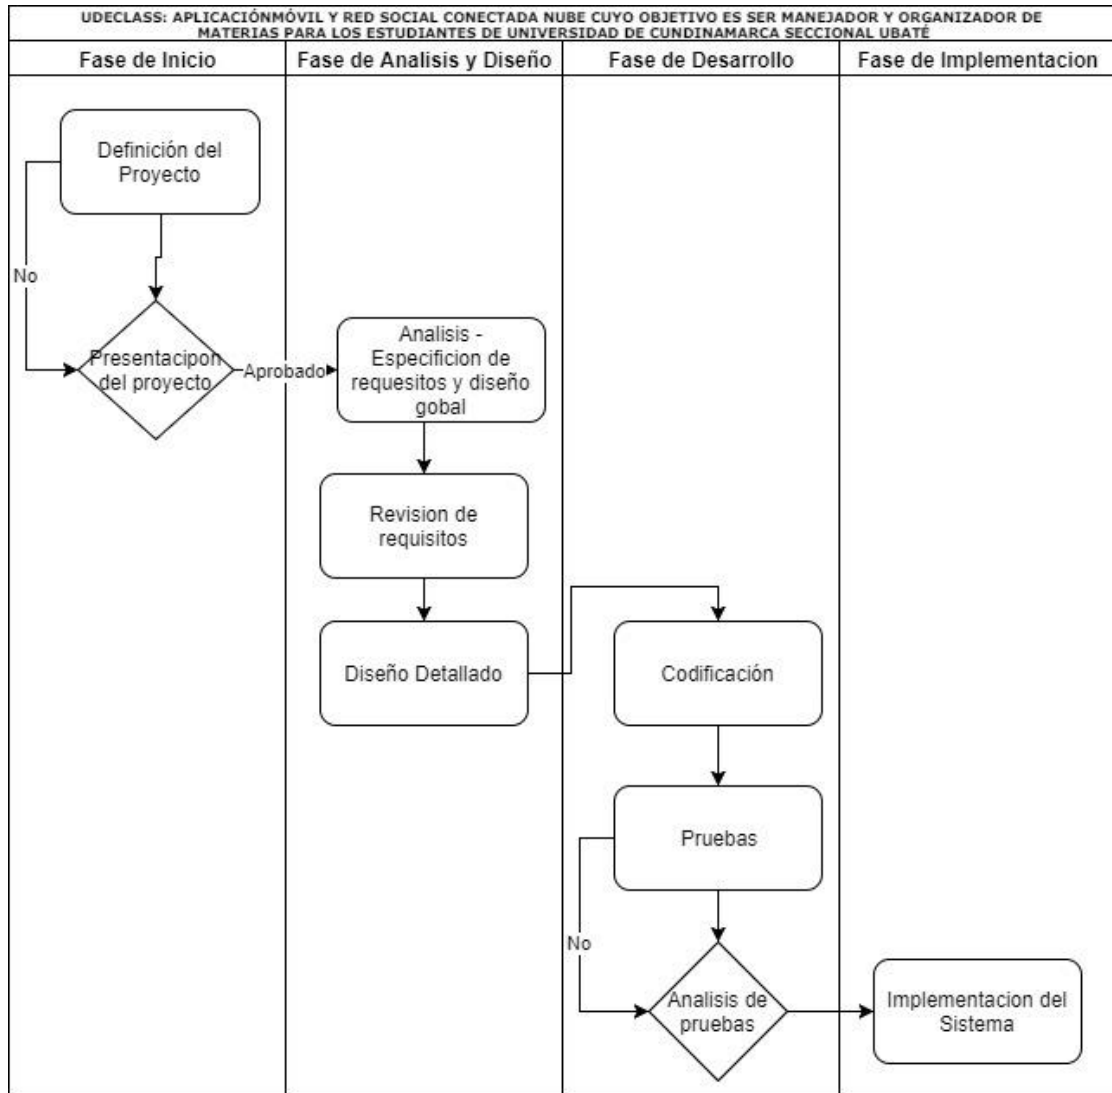 UDECLASS: APLICACIÓNMÓVIL Y RED SOCIAL CONECTADA NUBE CUYO OBJETIVO ES SER MANEJADOR Y ORGANIZADOR DE
MATERIAS PARA LOS ESTUDIANTES DE UNIVERSIDAD DE CUNDINAMARCA SECCIONAL UBATÉ
Fase de Inicio
Fase de Analisis y Diseño
Fase de Desarrollo
Fase de Implementacion
Definición del
Proyecto
No
Presentacipon
del proyecto
Aprobado
Analisis -
Especificion de
requesitos y diseño
gobal
Revision de
requisitos
Diseño Detallado
Codificación
Pruebas
No
Analisis de
pruebas
Implementacion del
Sistema